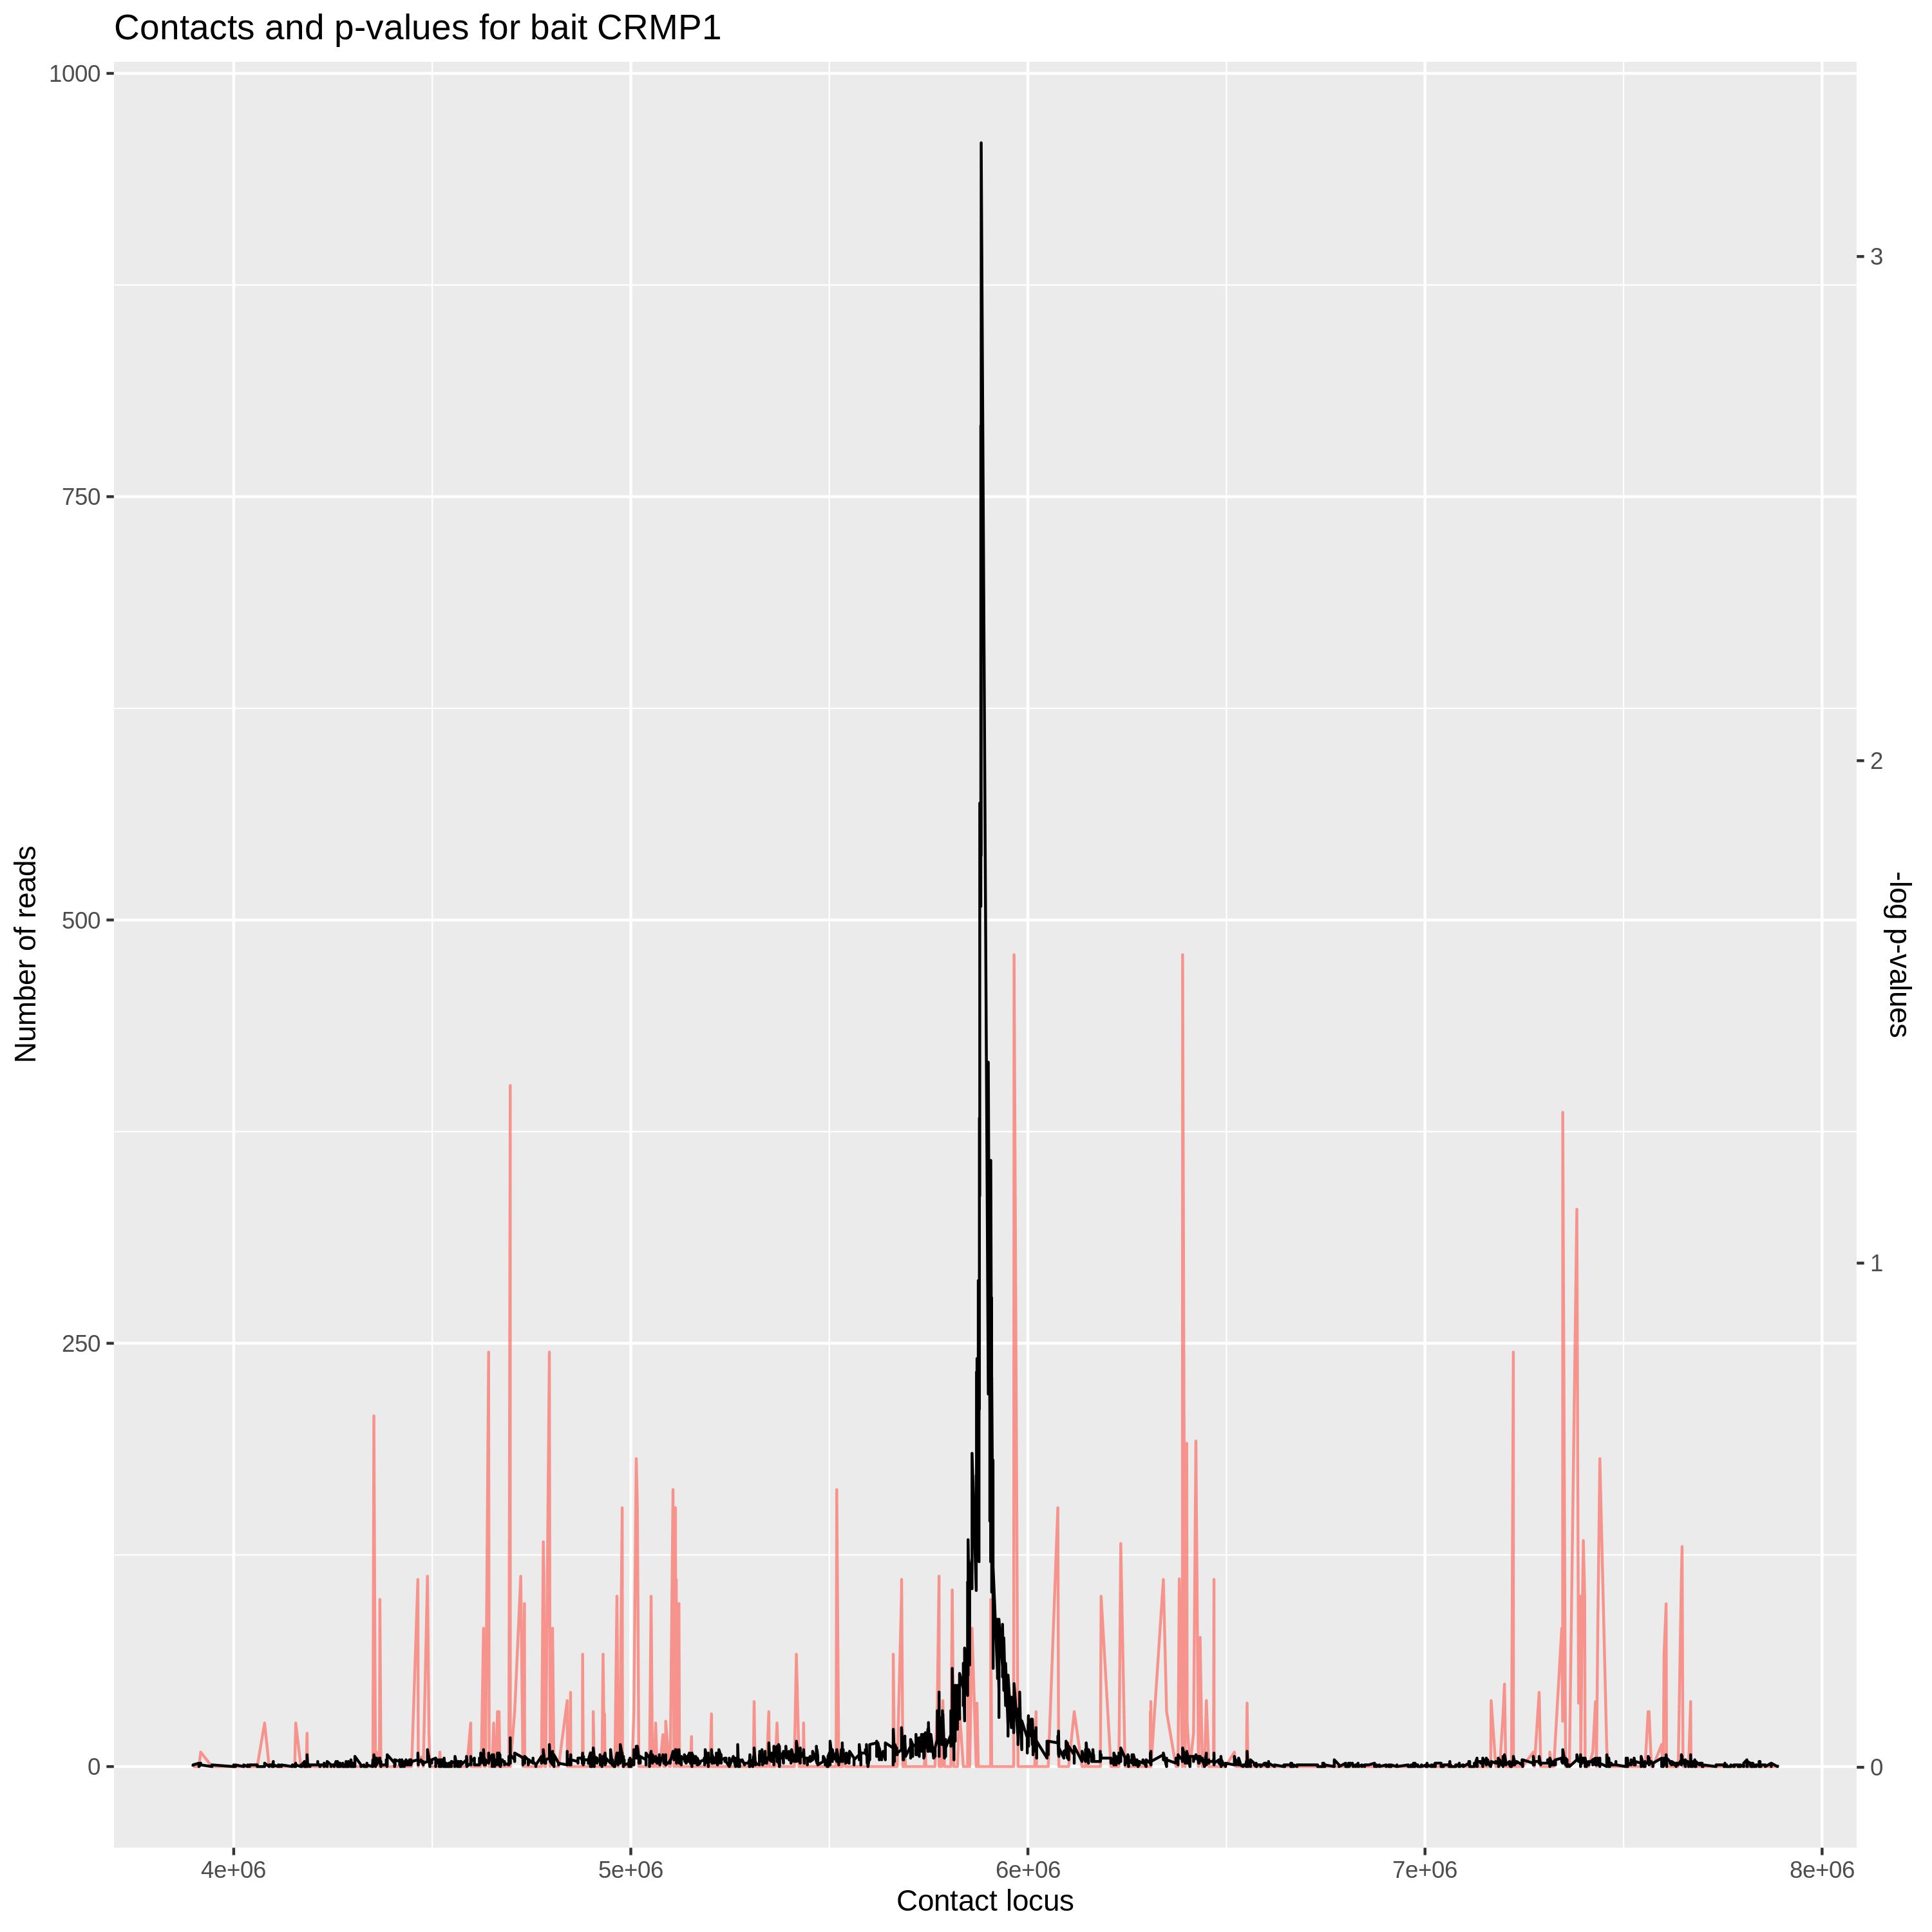 Contacts and p-values for bait CRMP1
1000
750
500
250
0
Number of reads
3
2
1
0
-log p-values
4e+06 5e+06 6e+06 7e+06 8e+06
Contact locus